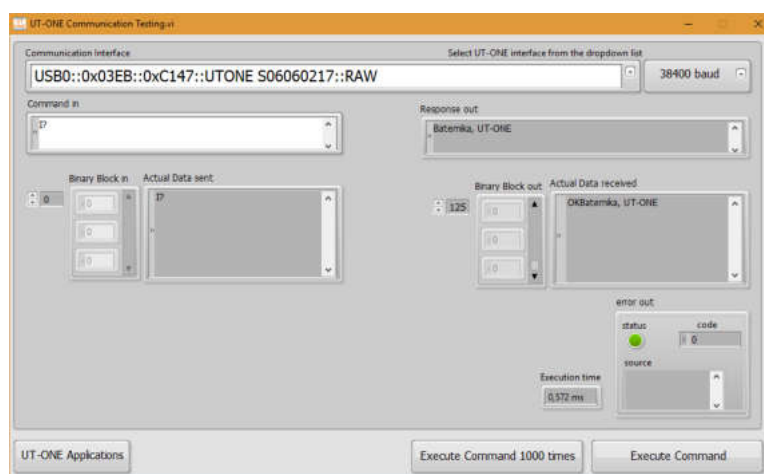 UT-ONE Communication Testing.vi
Communication interface
Select UT-ONE interface from the dropdown list
USB0::0x03EB::0xC147::UTONE S06060217::RAW
38400 baud
Command in
Response out
I?
Batemika, UT-ONE
Binary Block in
Actual Data sent
Binary Block out
Actual Data received
0
0
0
0
I?
125
0
0
0
OKBatemika, UT-ONE
error out
status
code
0
source
Execution time
0,572 ms
UT-ONE Applications
Execute Command 1000 times
Execute Command